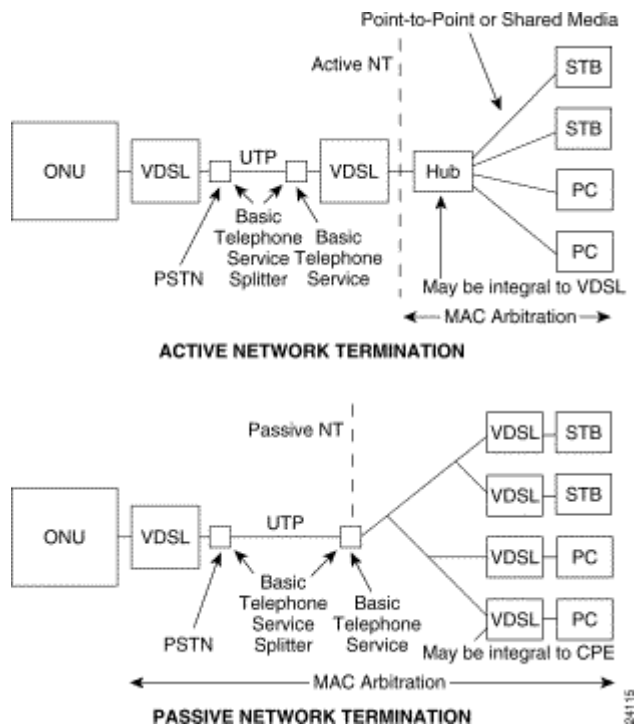 Point-to-Point or Shared Media
Active NT
STB
STB
PC
PC
ONU
VDSL
UTP
VDSL
Hub
PSTN
Basic
Telephone
Service
Splitter
Basic
Telephone
Service
May be integral to VDSL
MAC Arbitration
ACTIVE NETWORK TERMINATION
Passive NT
VDSL
STB
VDSL
STB
ONU
VDSL
UTP
VDSL
PC
VDSL
PC
PSTN
Basic
Telephone
Service
Splitter
Basic
Telephone
Service
May be integral to CPE
MAC Arbitration
PASSIVE NETWORK TERMINATION